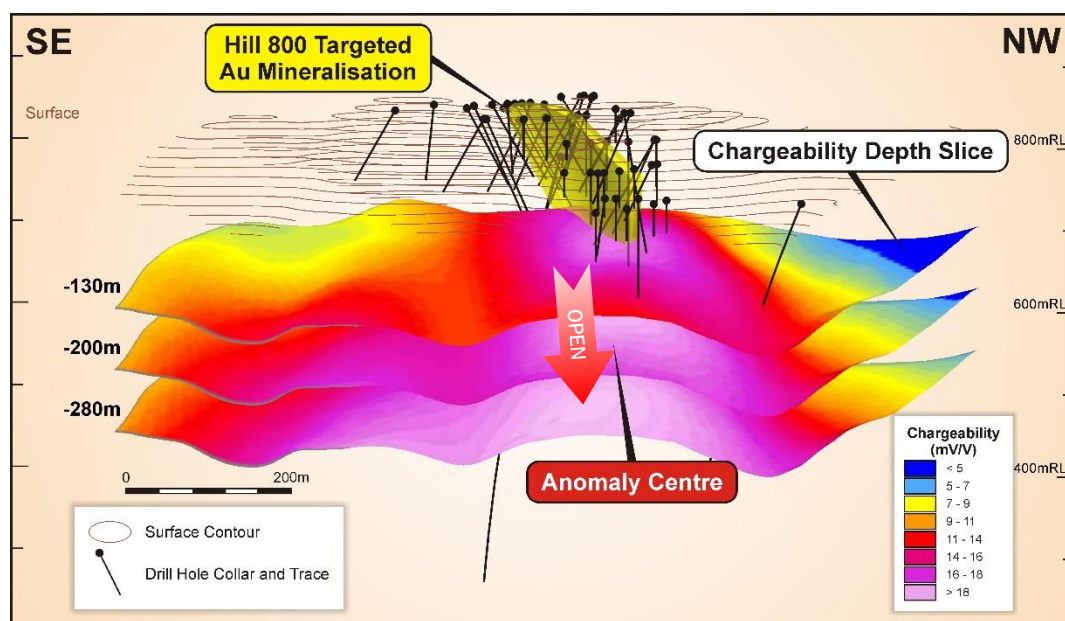 SE
NW
Hill 800 Targeted
Au Mineralisation
Surface
800mRL
Chargeability Depth Slice
-130m
600mRL
OPEN
-200m
-280m
Chargeability
(mV/V)
< 5
5 - 7
7 - 9
9 - 11
11 - 14
14 - 16
16 - 18
> 18
400mRL
Anomaly Centre
0
200m
Surface Contour
Drill Hole Collar and Trace